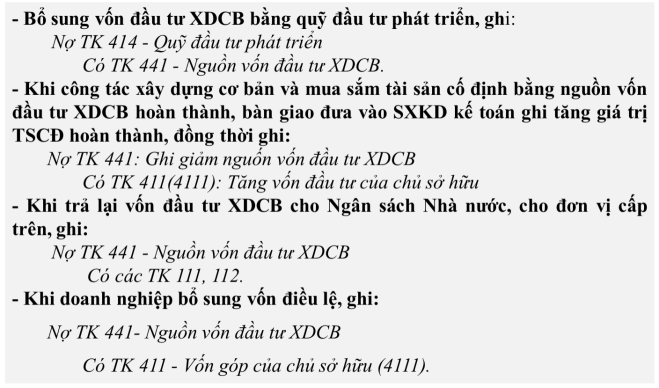 - Bổ sung vốn đầu tư XDCB bằng quỹ đầu tư phát triển, ghi:
Nợ TK 414 - Quỹ đầu tư phát triển
Có TK 441 - Nguồn vốn đầu tư XDCB.
- Khi công tác xây dựng cơ bản và mua sắm tài sản cố định bằng nguồn vốn
đầu tư XDCB hoàn thành, bàn giao đưa vào SXKD kế toán ghi tăng giá trị
TSCĐ hoàn thành, đồng thời ghi:
Nợ TK 441: Ghi giảm nguồn vốn đầu tư XDCB
Có TK 411(4111): Tăng vốn đầu tư của chủ sở hữu
- Khi trả lại vốn đầu tư XDCB cho Ngân sách Nhà nước, cho đơn vị cấp
trên, ghi:
Nợ TK 441 - Nguồn vốn đầu tư XDCB
Có các TK 111, 112.
- Khi doanh nghiệp bổ sung vốn điều lệ, ghi:
Nợ TK 441- Nguồn vốn đầu tư XDCB
Có TK 411 - Vốn góp của chủ sở hữu (4111).